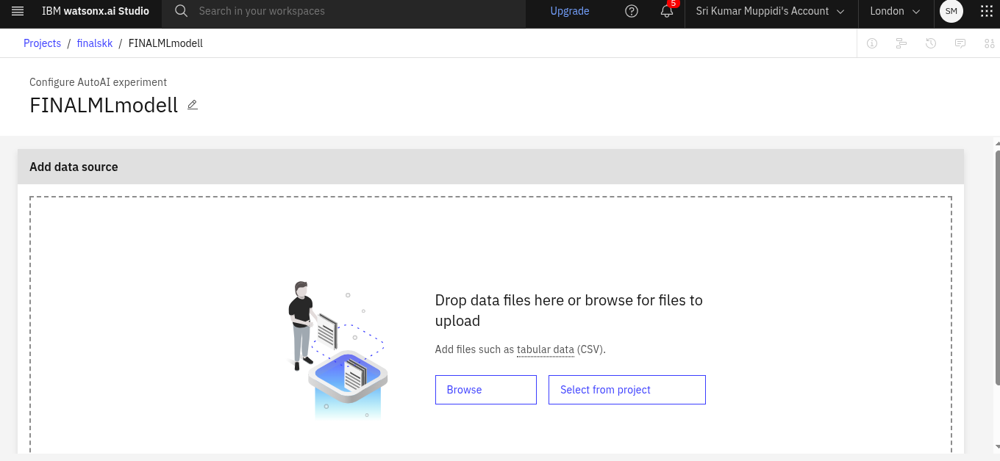 IBM watsonx.ai Studio
Search in your workspaces
Upgrade
5
Sri Kumar Muppidi's Account
London
SM
Projects / finalskk / FINALMLmodell
Configure AutoAI experiment
FINALMLmodell
Add data source
Drop data files here or browse for files to
upload
Add files such as tabular data (CSV).
Browse
Select from project